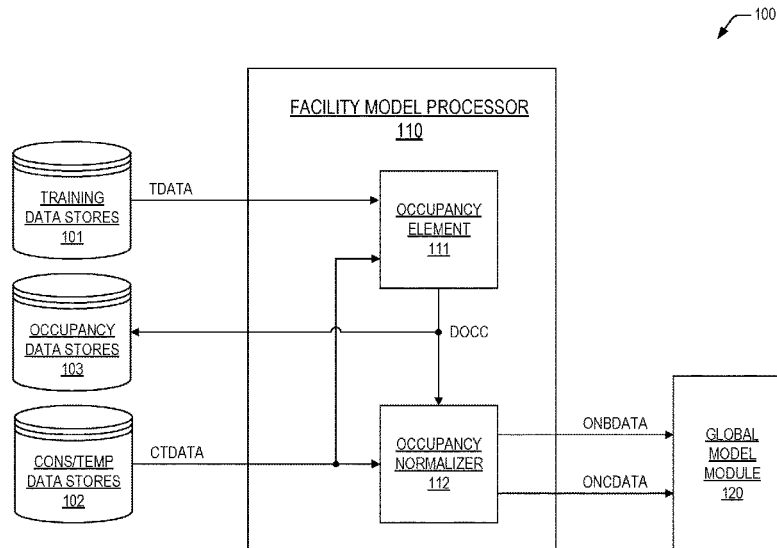 100
FACILITY MODEL PROCESSOR
110
TRAINING
DATA STORES
101
TDATA
OCCUPANCY
ELEMENT
111
OCCUPANCY
DATA STORES
103
DOCC
CONS/TEMP
DATA STORES
102
CTDATA
OCCUPANCY
NORMALIZER
112
ONBDATA
ONCDATA
GLOBAL
MODEL
MODULE
120